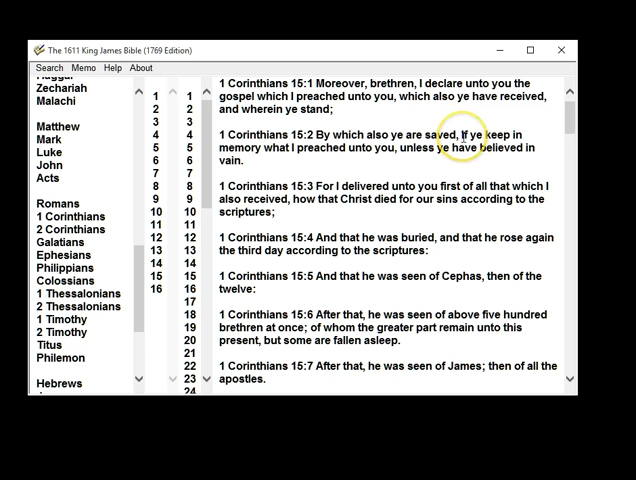 The 1611 King James Bible (1769 Edition)
Search Memo Help About
Haggai
Zechariah
Malachi
Matthew
Mark
Luke
John
Acts
Romans
1 Corinthians
2 Corinthians
Galatians
Ephesians
Philippians
Colossians
1 Thessalonians
2 Thessalonians
1 Timothy
2 Timothy
Titus
Philemon
Hebrews
1
2
3
4
5
6
7
8
9
10
11
12
13
14
15
16
1
2
3
4
5
6
7
8
9
10
11
12
13
14
15
16
17
18
19
20
21
22
23
24
1 Corinthians 15:1 Moreover, brethren, I declare unto you the
gospel which I preached unto you, which also ye have received,
and wherein ye stand;
1 Corinthians 15:2 By which also ye are saved, if ye keep in
memory what I preached unto you, unless ye have believed in
vain.
1 Corinthians 15:3 For I delivered unto you first of all that which I
also received, how that Christ died for our sins according to the
scriptures;
1 Corinthians 15:4 And that he was buried, and that he rose again
the third day according to the scriptures:
1 Corinthians 15:5 And that he was seen of Cephas, then of the
twelve:
1 Corinthians 15:6 After that, he was seen of above five hundred
brethren at once; of whom the greater part remain unto this
present, but some are fallen asleep.
1 Corinthians 15:7 After that, he was seen of James; then of all the
apostles.